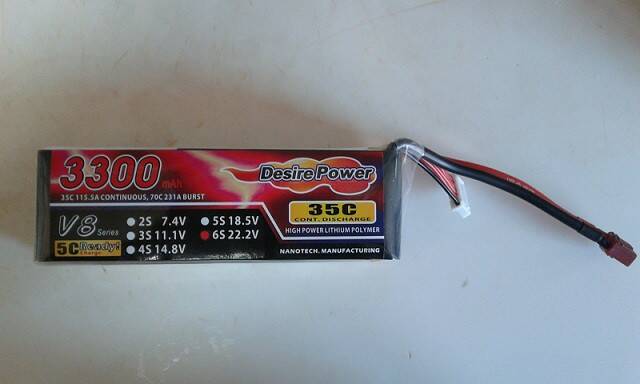 3300 mAh
35C 115.5A CONTINUOUS, 70C 231A BURST
Desire Power
V8 Series
5C Ready!
Charge
2S 7.4V
3S 11.1V
4S 14.8V
5S 18.5V
6S 22.2V
35C
CONT. DISCHARGE
HIGH POWER LITHIUM POLYMER
NANOTECH. MANUFACTURING